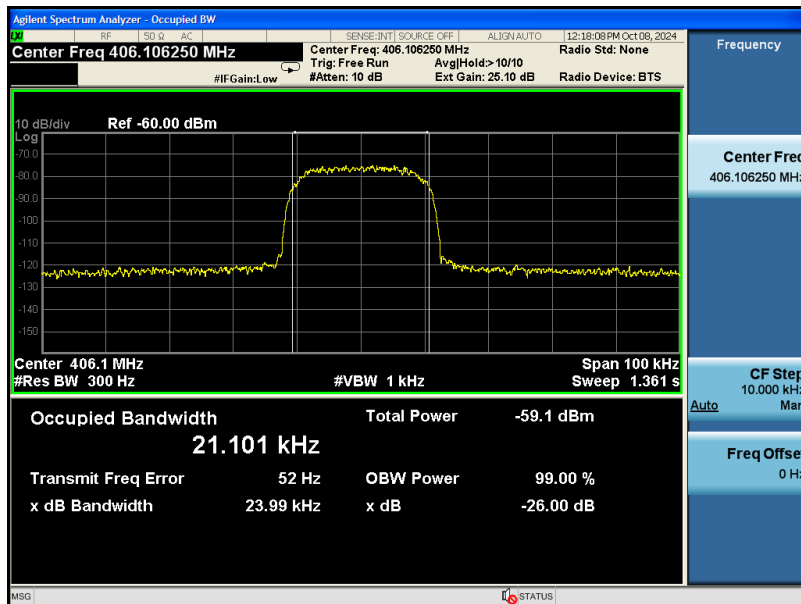 Agilent Spectrum Analyzer - Occupied BW
LXI RF 50 Ω AC SENSE:INT SOURCE OFF ALIGN AUTO 12:18:08 PM Oct 08, 2024
Center Freq 406.106250 MHz
Center Freq: 406.106250 MHz Radio Std: None
Trig: Free Run Avg|Hold:> 10/10
#IFGain:Low #Atten: 10 dB Ext Gain: 25.10 dB Radio Device: BTS
10 dB/div Ref -60.00 dBm
Log
-70.0
-80.0
-90.0
-100
-110
-120
-130
-140
-150
Center 406.1 MHz Span 100 kHz
#Res BW 300 Hz #VBW 1 kHz Sweep 1.361 s
Occupied Bandwidth Total Power -59.1 dBm
21.101 kHz
Transmit Freq Error 52 Hz OBW Power 99.00 %
x dB Bandwidth 23.99 kHz x dB -26.00 dB
MSG STATUS
Frequency
Center Freq
406.106250 MHz
CF Step
10.000 kHz
Auto Man
Freq Offset
0 Hz